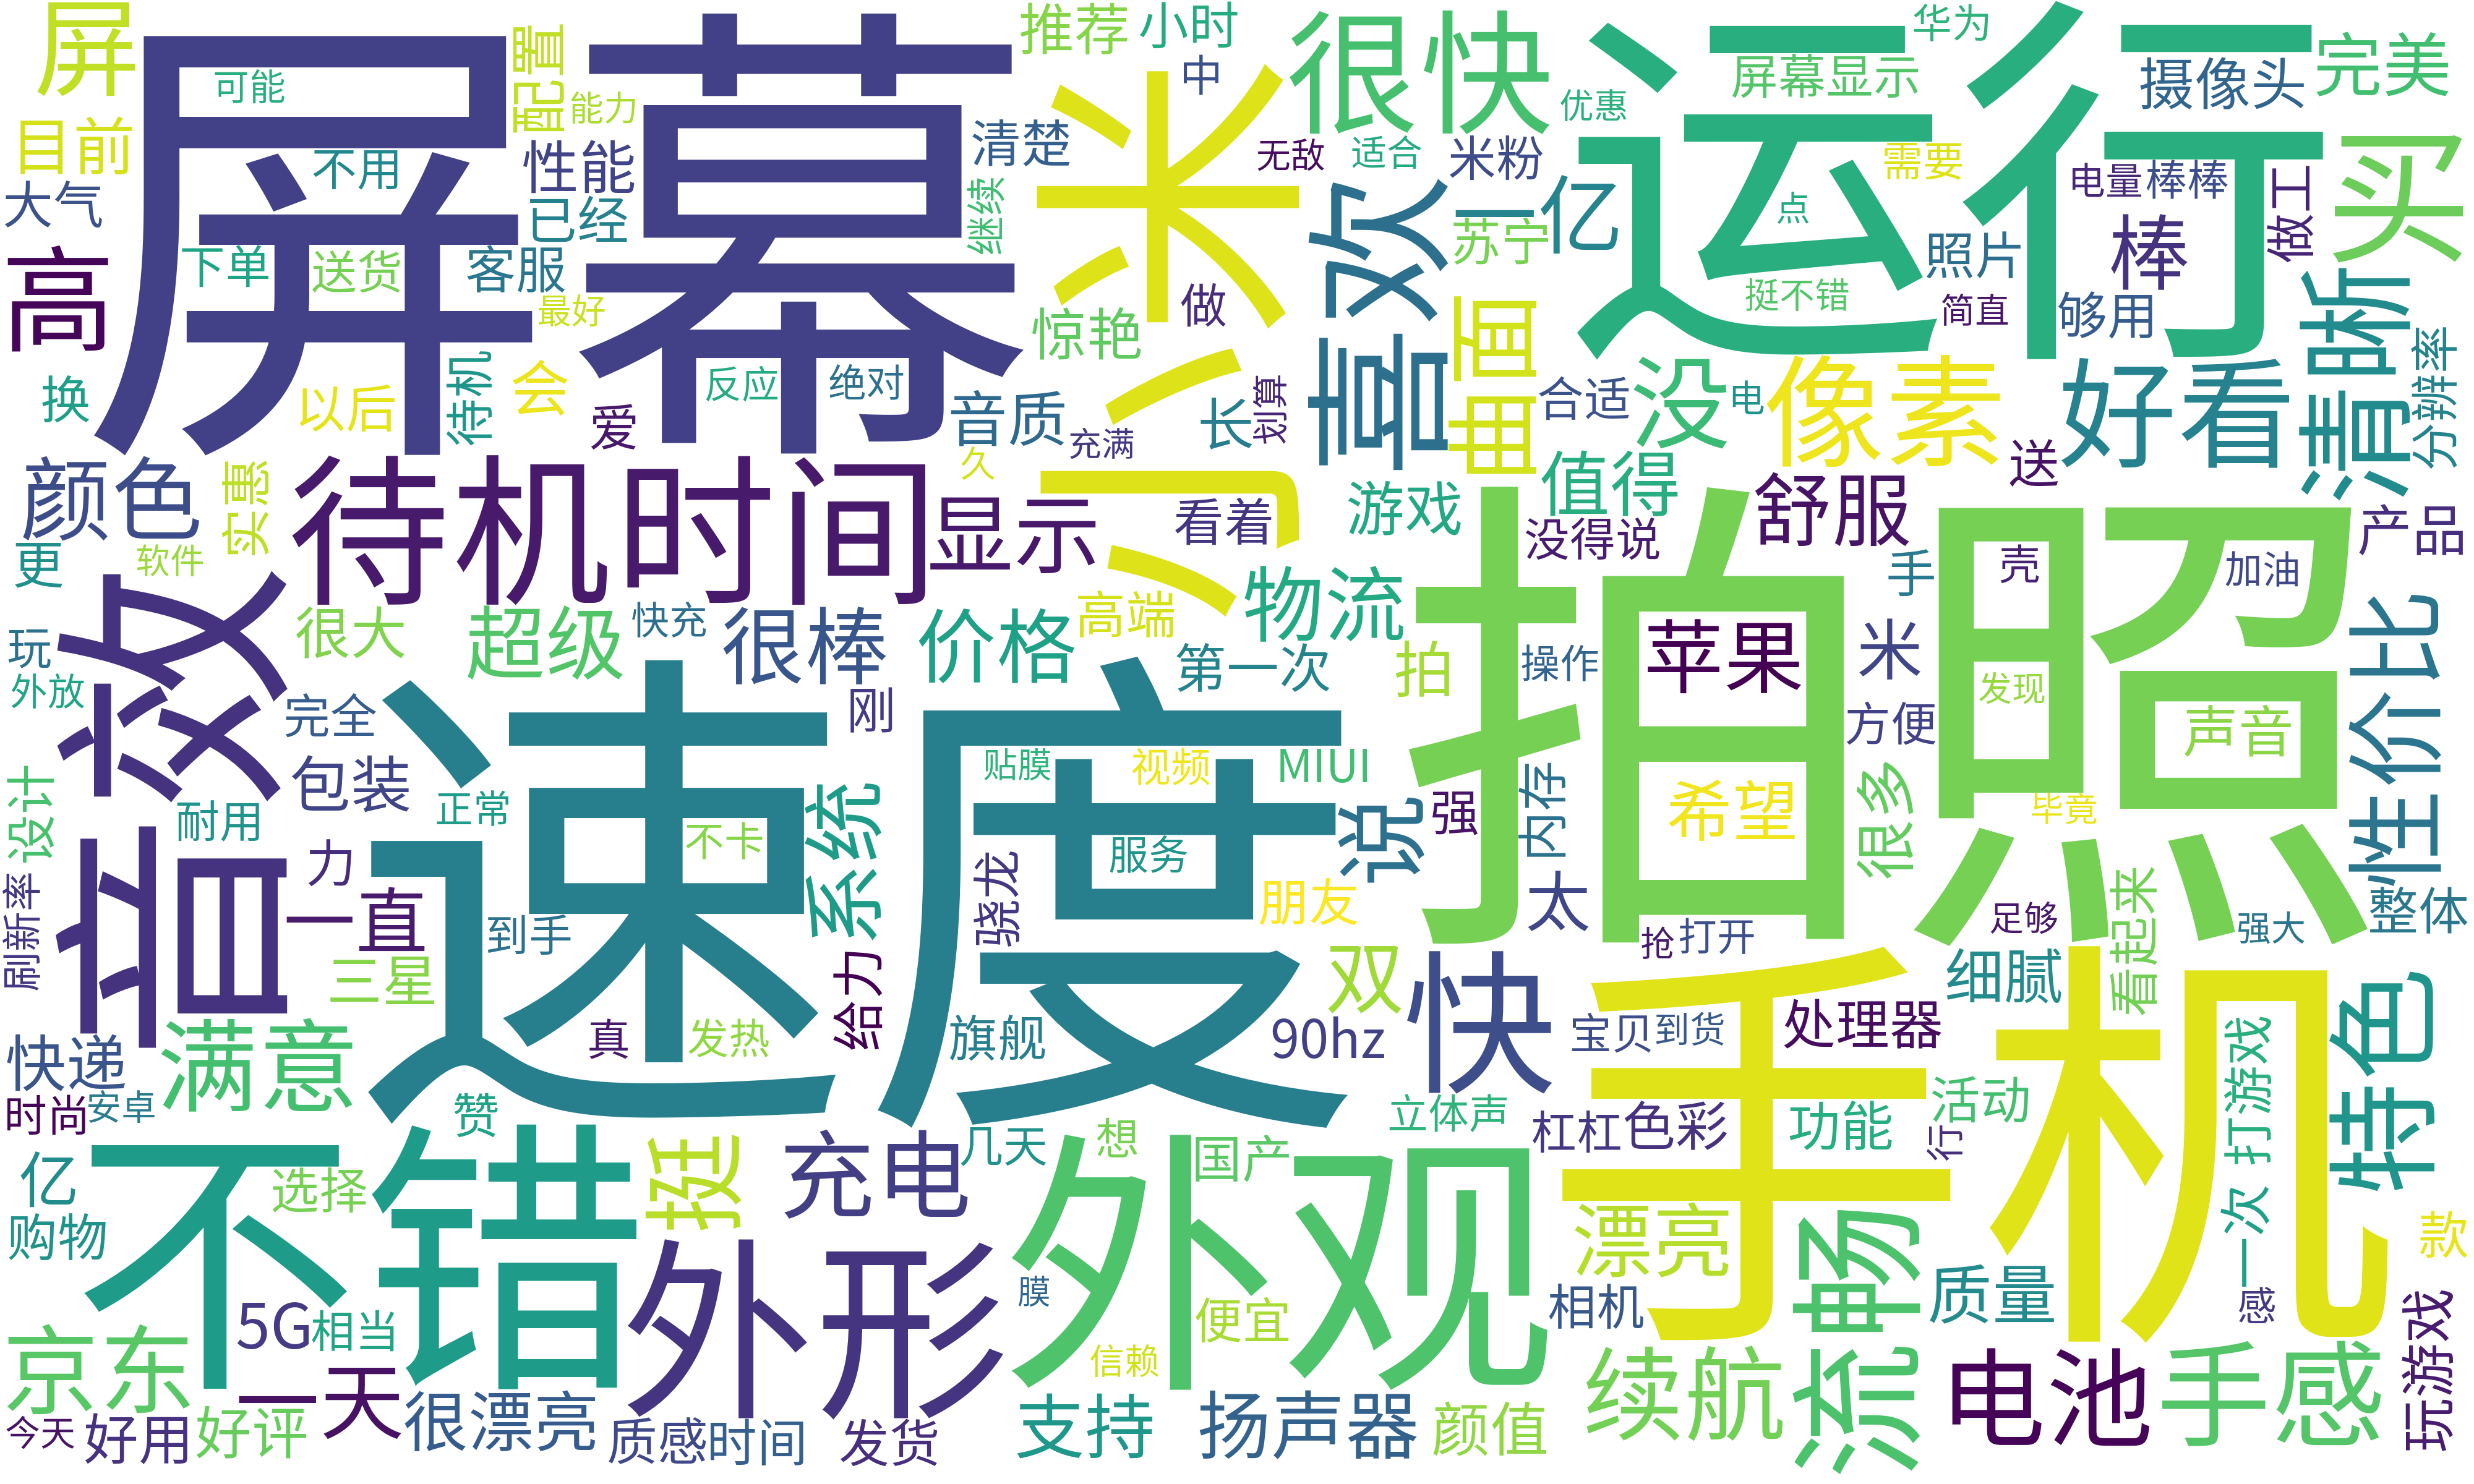 屏幕
速度
拍照
手机
运行
小米
外观
不错
音效
外形
待机时间
很快
喜欢
快
屏
配置
推荐
小时
华为
完美
可能
能力
中
优惠
屏幕显示
摄像头
目前
不用
性能
清楚
无敌
适合
米粉
一亿
需要
电量
棒棒
做工
买
大气
已经
继续
点
苏宁
照片
棒
高
下单
送货
客服
最好
惊艳
做
曲面
挺不错
简直
够用
清晰
分辨率
换
以后
待机
会
爱
反应
绝对
音质
充满
长
划算
合适
没
电
像素
好看
颜色
实惠
久
显示
看着
游戏
值得
没得说
舒服
送
产品
更
软件
玩
很大
超级
快充
很棒
价格
高端
物流
第一次
拍
操作
苹果
米
手
壳
加油
发现
方便
声音
性价比
外放
完全
刚
包装
正常
贴膜
视频
MIUI
说
强
内存
希望
很多
毕竟
设计
耐用
不卡
系统
服务
力
一直
骁龙
朋友
太
抢
打开
足够
看起来
强大
整体
刷新率
三星
到手
给力
双
细腻
真
发热
旗舰
90hz
宝贝
到货
处理器
特色
快递
满意
时尚
安卓
赞
立体声
杠杠
色彩
功能
活动
行
打游戏
一次
亿
选择
挺
充电
几天
想
国产
购物
漂亮
流畅
款
5G
相当
膜
便宜
信赖
相机
质量
感
玩游戏
京东
一天
今天
好用
好评
很漂亮
质感
时间
发货
支持
扬声器
颜值
续航
电池
手感